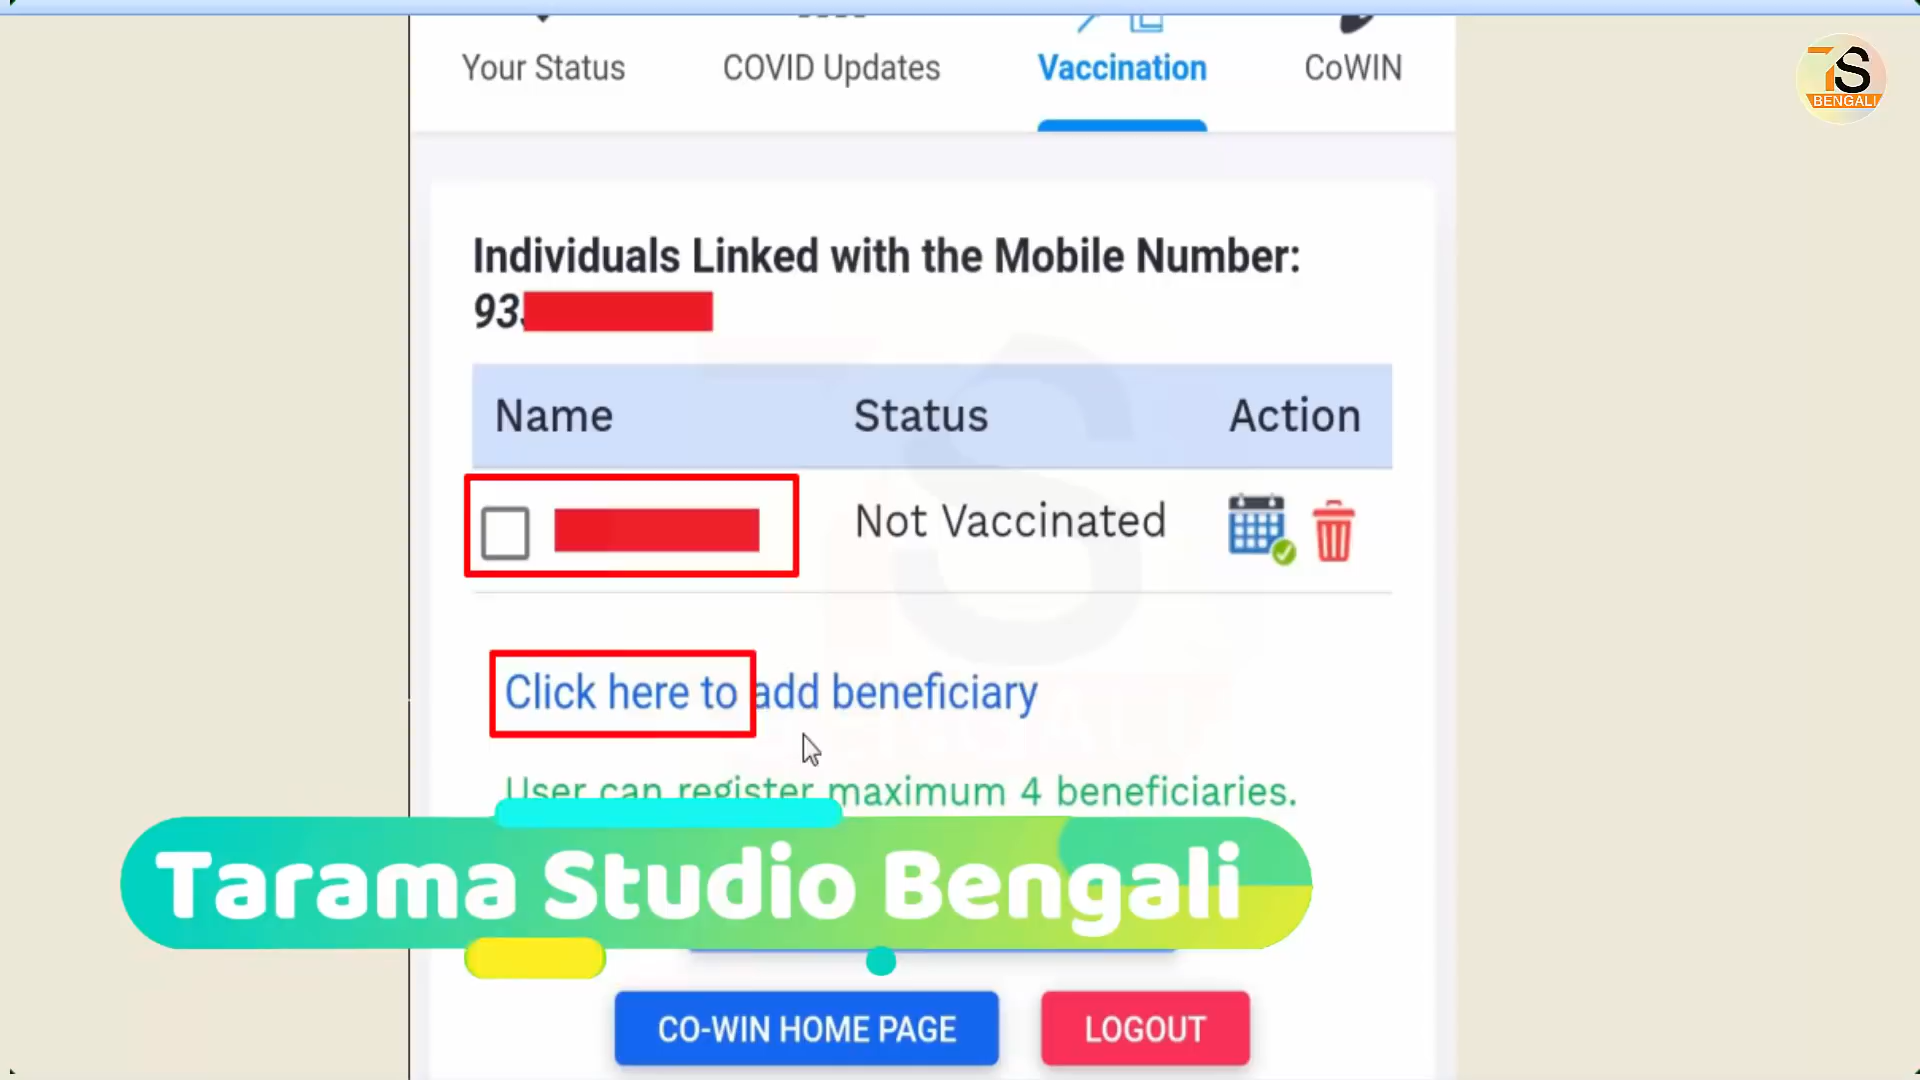 Your Status COVID Updates Vaccination CoWIN
TS
BENGALI
Individuals Linked with the Mobile Number:
93
Name Status Action
Not Vaccinated
Click here to add beneficiary
User can register maximum 4 beneficiaries.
Tarama Studio Bengali
CO-WIN HOME PAGE LOGOUT